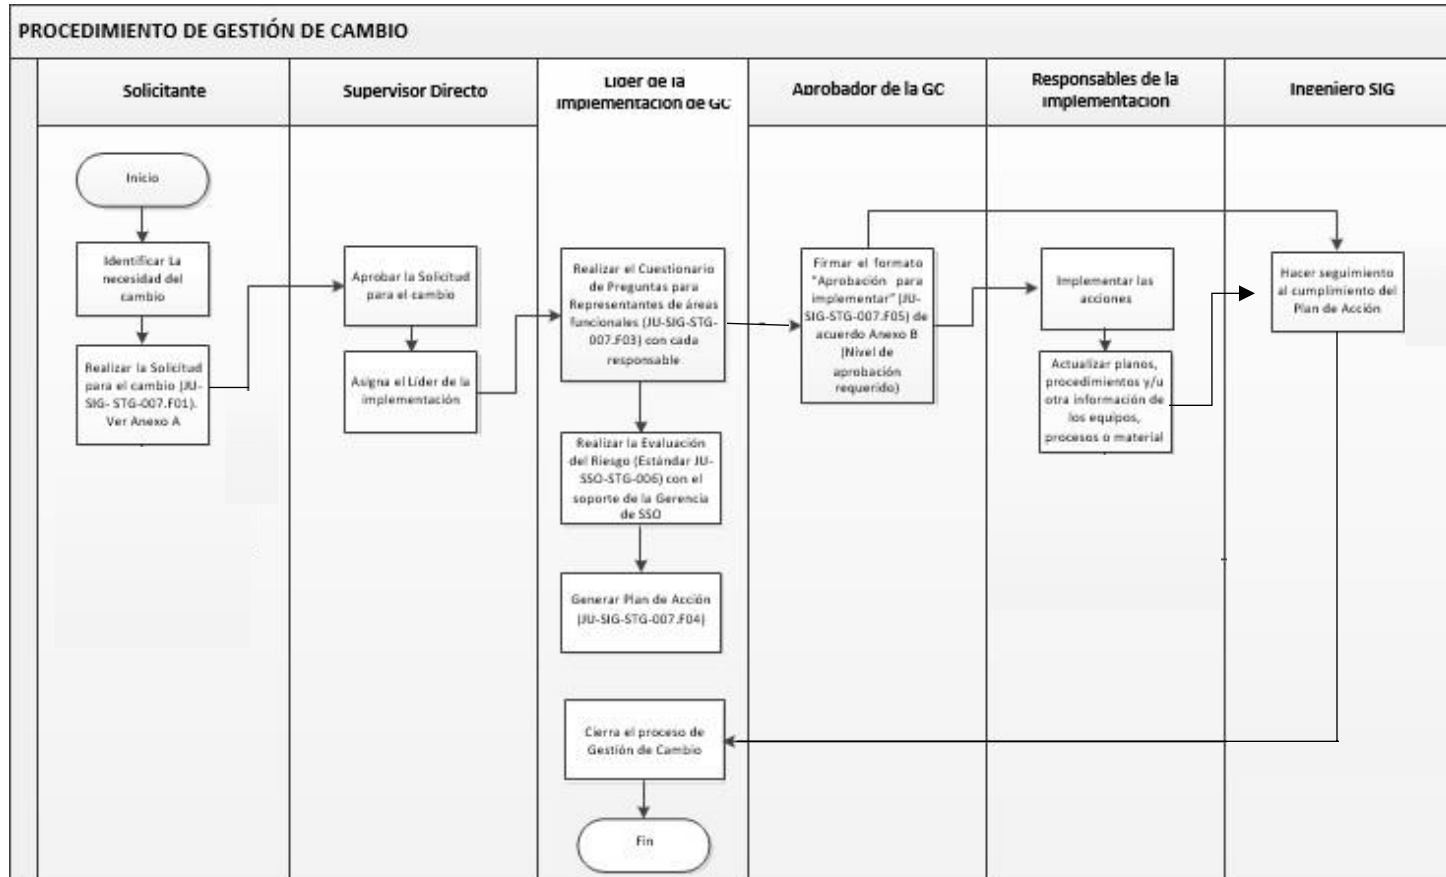 PROCEDIMIENTO DE GESTIÓN DE CAMBIO
Solicitante
Supervisor Directo
Líder de la
Implementación de GC
Aprobador de la GC
Responsables de la
Implementación
Ingeniero SIG
Inicio
Identificar La
necesidad del
cambio
Realizar la Solicitud
para el cambio (JU-
SIG- STG-007.F01).
Ver Anexo A
Aprobar la Solicitud
para el cambio
Asigna el Líder de la
implementación
Realizar el Cuestionario
de Preguntas para
Representantes de áreas
funcionales (JU-SIG-STG-
007.F03) con cada
responsable
Realizar la Evaluación
del Riesgo (Estándar JU-
SSO-STG-006) con el
soporte de la Gerencia
de SSO
Generar Plan de Acción
(JU-SIG-STG-007.F04)
Cierra el proceso de
Gestión de Cambio
Fin
Firmar el formato
"Aprobación para
implementar" (JU-
SIG-STG-007.F05) de
acuerdo Anexo B
(Nivel de
aprobación
requerido)
Implementar las
acciones
Actualizar planos,
procedimientos y/u
otra información de
los equipos,
procesos o material
Hacer seguimiento
al cumplimiento del
Plan de Acción